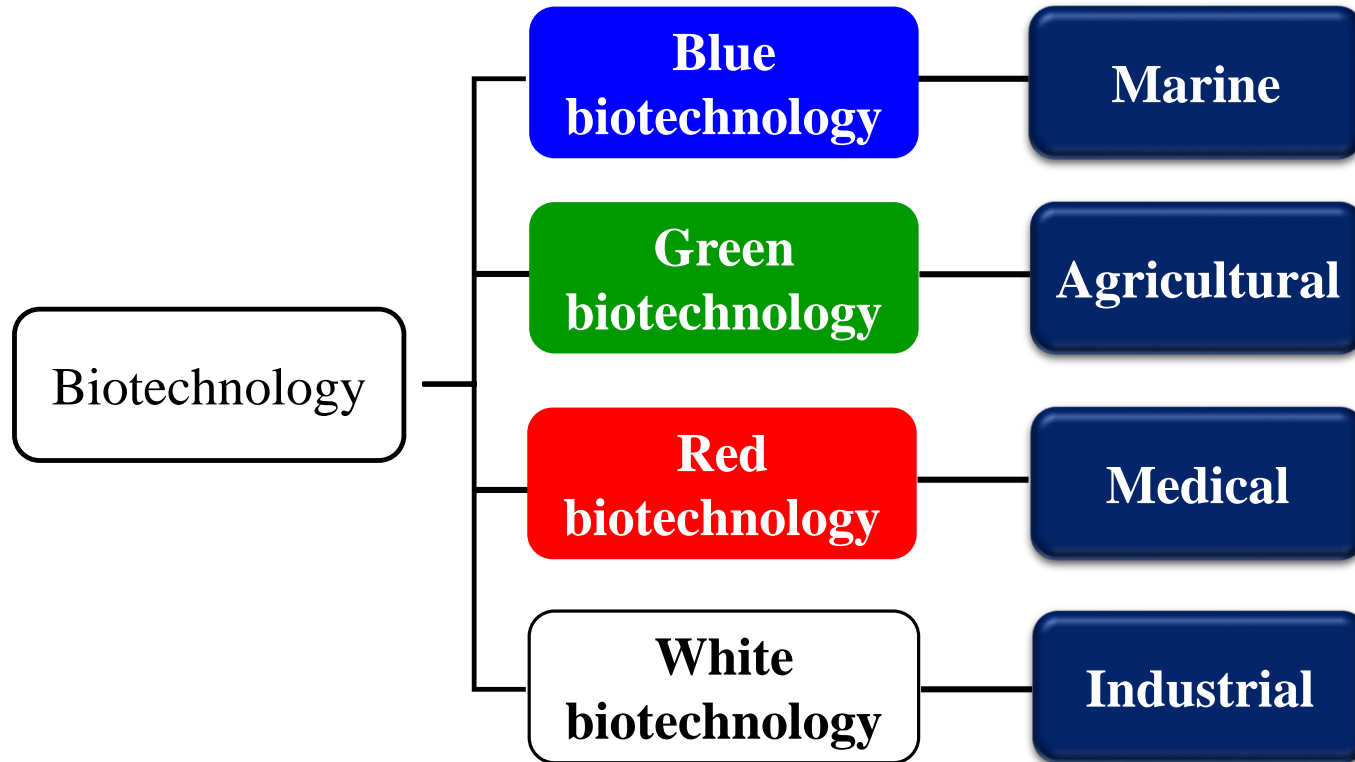 Biotechnology
Blue
biotechnology
Marine
Green
biotechnology
Agricultural
Red
biotechnology
Medical
White
biotechnology
Industrial